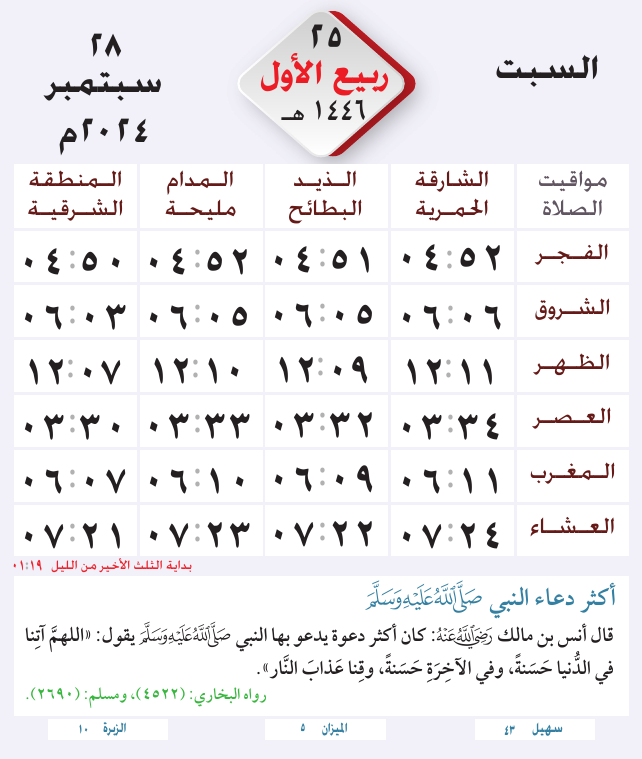 السبت
٢٥
ربيع الأول
١٤٤٦ هـ
٢٨
سبتمبر
٢٠٢٤م
مواقيت الصلاة | الشارقة الحمرية | الذيد البطائح | المدام مليحة | المنطقة الشرقية
الفجر ٠٤:٥٢ ٠٤:٥١ ٠٤:٥٢ ٠٤:٥٠
الشروق ٠٦:٠٦ ٠٦:٠٥ ٠٦:٠٥ ٠٦:٠٣
الظهر ١٢:١١ ١٢:٠٩ ١٢:١٠ ١٢:٠٧
العصر ٠٣:٣٤ ٠٣:٣٢ ٠٣:٣٣ ٠٣:٣٠
المغرب ٠٦:١١ ٠٦:٠٩ ٠٦:١٠ ٠٦:٠٧
العشاء ٠٧:٢٤ ٠٧:٢٢ ٠٧:٢٣ ٠٧:٢١
بداية الثلث الأخير من الليل ٠١:١٩
أكثر دعاء النبي صَلَّى اللَّهُ عَلَيْهِ وَسَلَّمَ
قال أنس بن مالك رَضِيَ اللَّهُ عَنْهُ: كان أكثر دعوة يدعو بها النبي صَلَّى اللَّهُ عَلَيْهِ وَسَلَّمَ يقول: «اللهمَّ آتِنا
في الدُّنيا حَسَنةً، وفي الآخِرَةِ حَسَنةً، وقِنا عَذابَ النَّار».
رواه البخاري: (٤٥٢٢)، ومسلم: (٢٦٩٠).
سهيل ٤٣ الميزان ٥ الزبرة ١٠